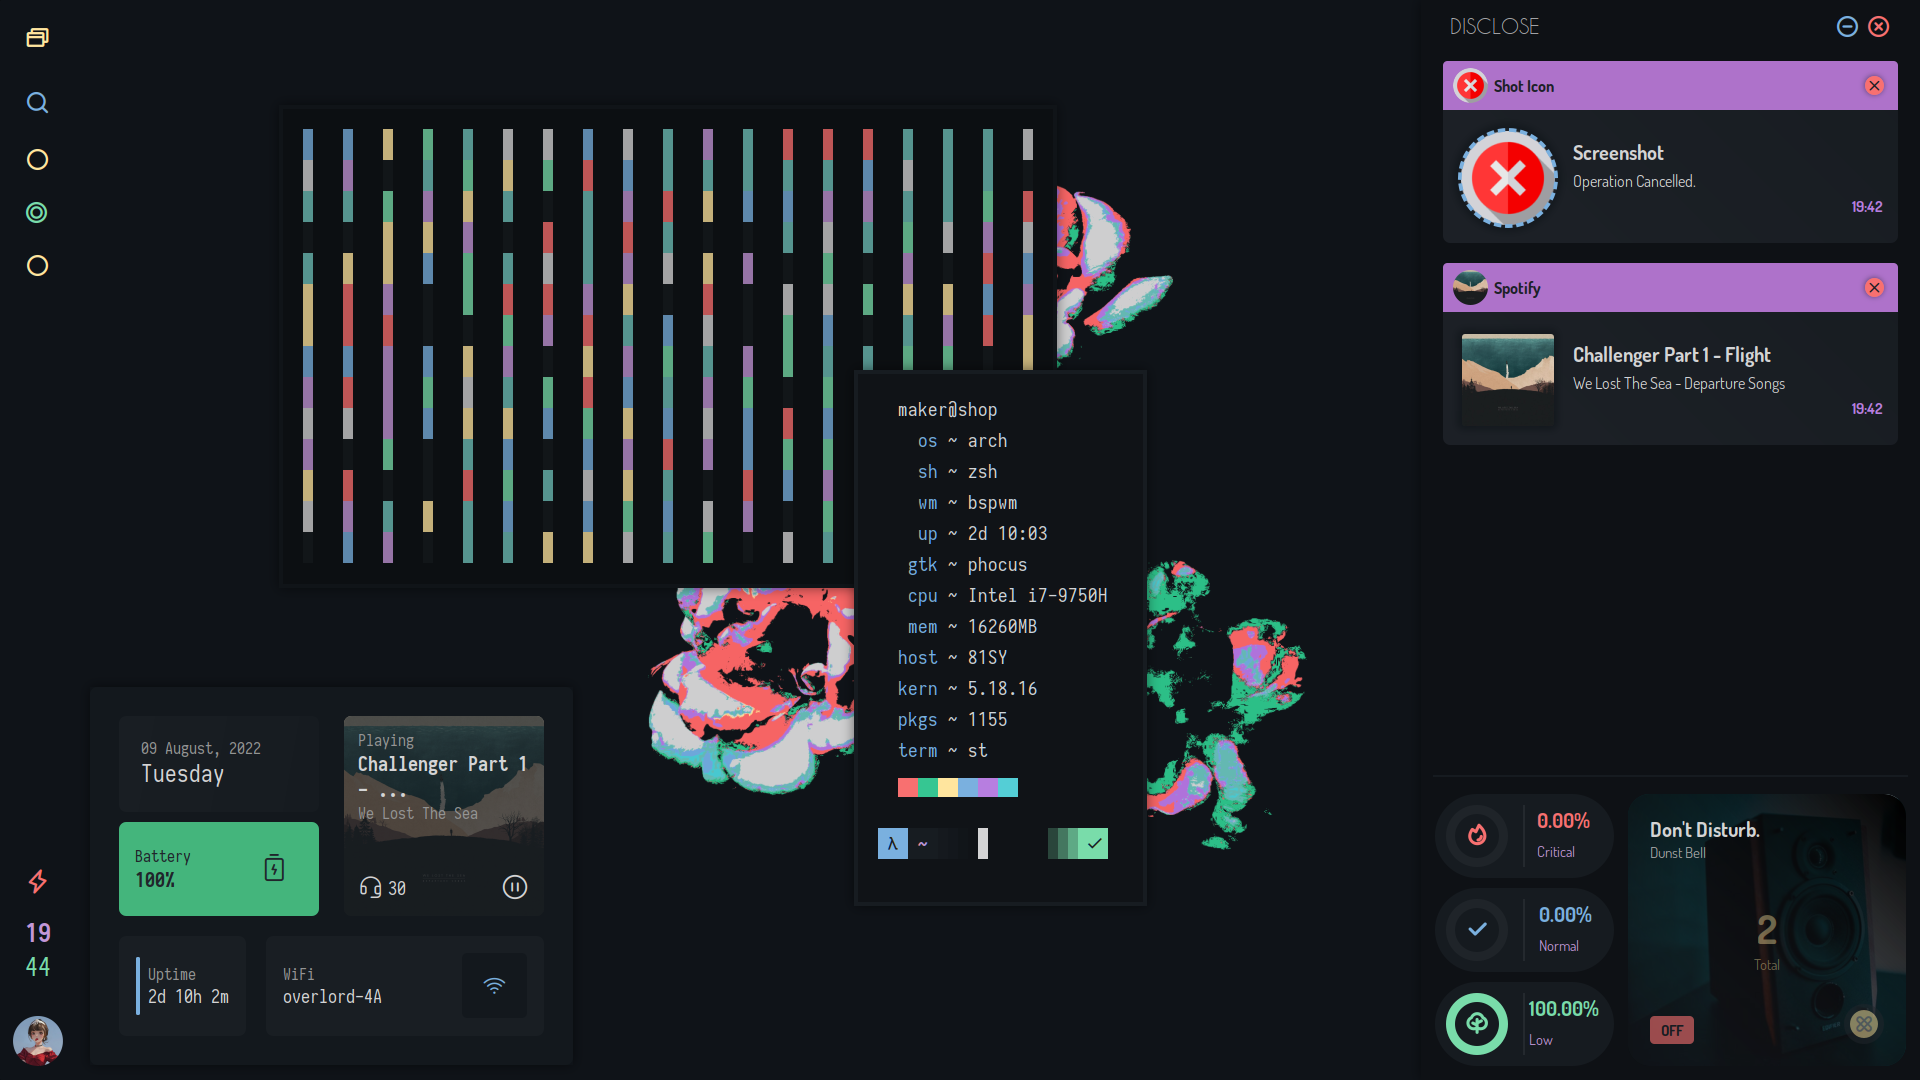 DISCLOSE
Shot Icon
Screenshot
Operation Cancelled.
19:42
Spotify
Challenger Part 1 - Flight
We Lost The Sea - Departure Songs
19:42
maker@shop
os ~ arch
sh ~ zsh
wm ~ bspwm
up ~ 2d 10:03
gtk ~ phocus
cpu ~ Intel i7-9750H
mem ~ 16260MB
host ~ 81SY
kern ~ 5.18.16
pkgs ~ 1155
term ~ st
λ ~
09 August, 2022
Tuesday
Playing
Challenger Part 1
- ...
We Lost The Sea
30
Battery
100%
Uptime
2d 10h 2m
WiFi
overlord-4A
19
44
0.00%
Critical
0.00%
Normal
100.00%
Low
Don't Disturb.
Dunst Bell
2
Total
OFF